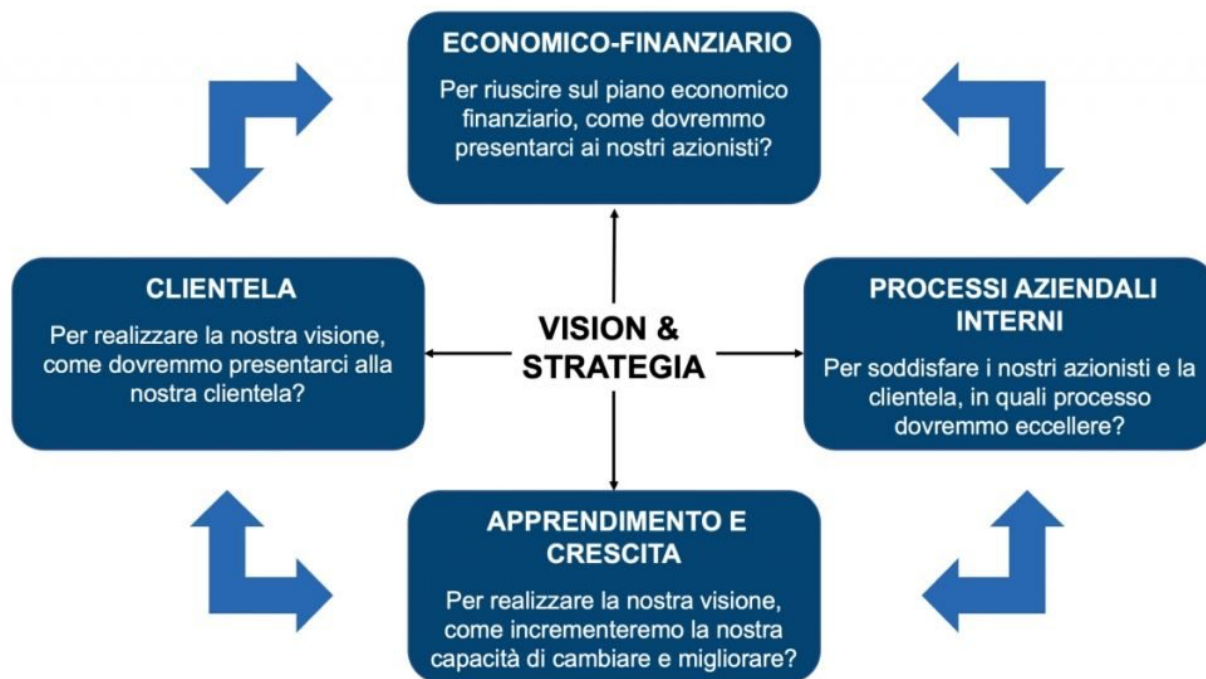 ECONOMICO-FINANZIARIO
Per riuscire sul piano economico
finanziario, come dovremmo
presentarci ai nostri azionisti?
CLIENTELA
Per realizzare la nostra visione,
come dovremmo presentarci alla
nostra clientela?
VISION &
STRATEGIA
PROCESSI AZIENDALI
INTERNI
Per soddisfare i nostri azionisti e la
clientela, in quali processo
dovremmo eccellere?
APPRENDIMENTO E
CRESCITA
Per realizzare la nostra visione,
come incrementeremo la nostra
capacità di cambiare e migliorare?